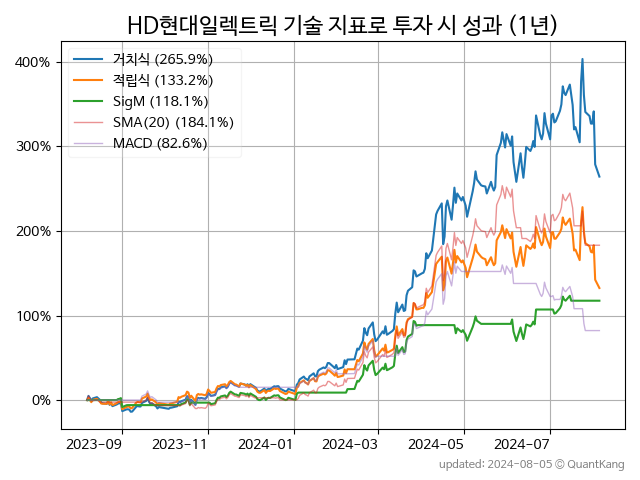 HD현대일렉트릭 기술 지표로 투자 시 성과 (1년)
400%
300%
200%
100%
0%
거치식 (265.9%)
적립식 (133.2%)
SigM (118.1%)
SMA(20) (184.1%)
MACD (82.6%)
2023-09
2023-11
2024-01
2024-03
2024-05
2024-07
updated: 2024-08-05 © QuantKang